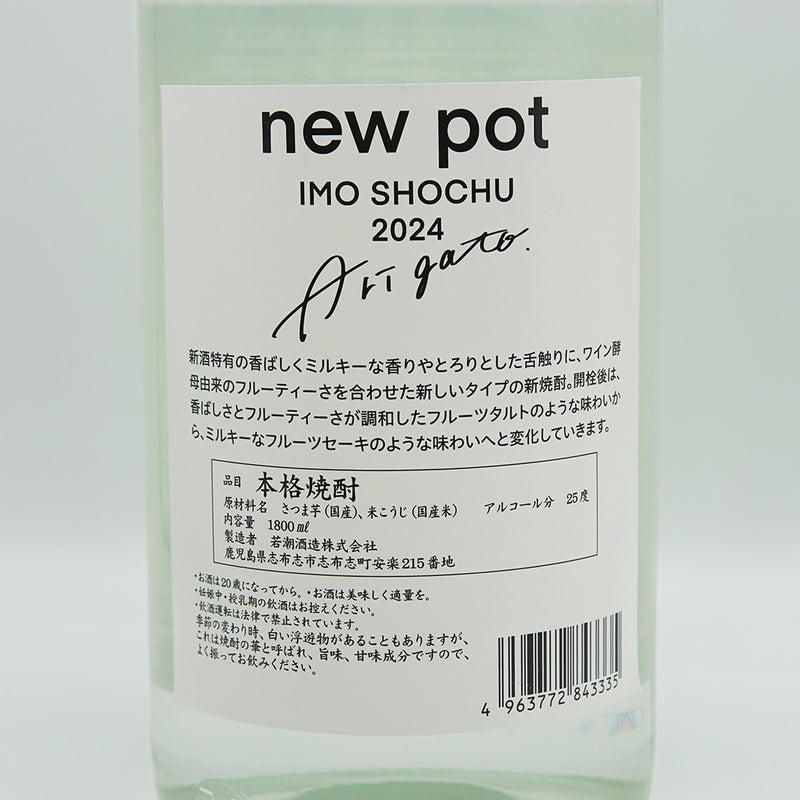 new pot
IMO SHOCHU
2024
Arigato.
新酒特有の香ばしくミルキーな香りやとろりとした舌触りに、ワイン酵
母由来のフルーティーさを合わせた新しいタイプの新焼酎。開栓後は、
香ばしさとフルーティーさが調和したフルーツタルトのような味わいか
ら、ミルキーなフルーツセーキのような味わいへと変化していきます。
品目 本格焼酎
原材料名 さつま芋(国産)、米こうじ(国産米) アルコール分 25度
内容量 1800㎖
製造者 若潮酒造株式会社
鹿児島県志布志市志布志町安楽215番地
・お酒は20歳になってから。・お酒は美味しく適量を。
・妊娠中・授乳期の飲酒はお控えください。
・飲酒運転は法律で禁止されています。
季節の変わり時、白い浮遊物があることもありますが、
これは焼酎の華と呼ばれ、旨味、甘味成分ですので、
よく振ってお飲みください。
4 963772 843335